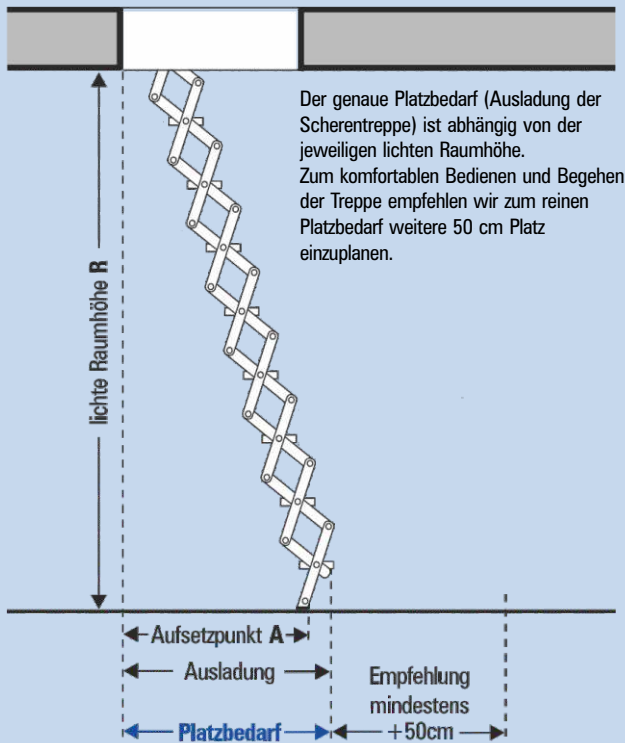 Der genaue Platzbedarf (Ausladung der
Scherentreppe) ist abhängig von der
jeweiligen lichten Raumhöhe.
Zum komfortablen Bedienen und Begehen
der Treppe empfehlen wir zum reinen
Platzbedarf weitere 50 cm Platz
einzuplanen.
lichte Raumhöhe R
Aufsetzpunkt A
Ausladung
Platzbedarf
Empfehlung
mindestens
+50cm